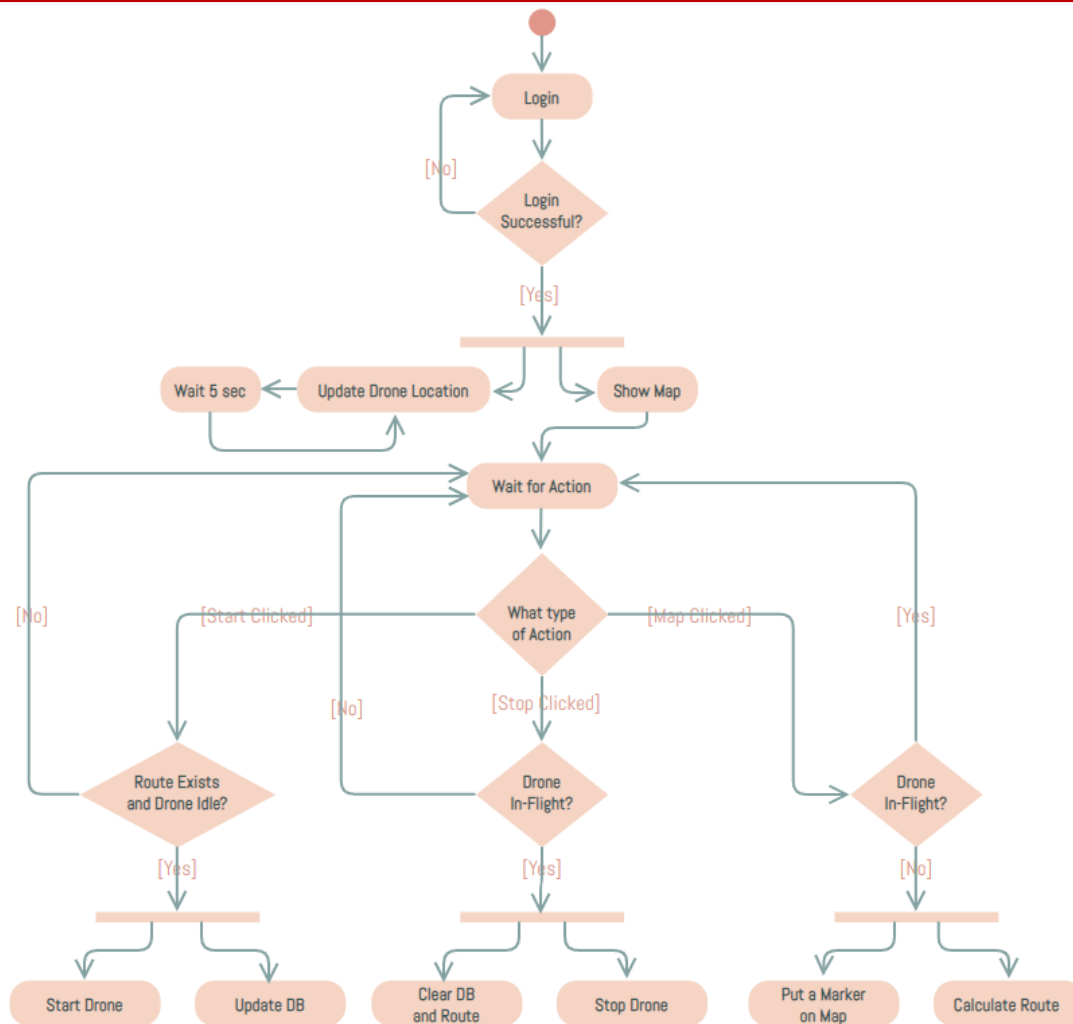 Login
[No]
Login
Successful?
[Yes]
Wait 5 sec
Update Drone Location
Show Map
Wait for Action
[No]
[Start Clicked]
What type
of Action
[Map Clicked]
[Yes]
[No]
[Stop Clicked]
Route Exists
and Drone Idle?
Drone
In-Flight?
Drone
In-Flight?
[Yes]
[Yes]
[No]
Start Drone
Update DB
Clear DB
and Route
Stop Drone
Put a Marker
on Map
Calculate Route